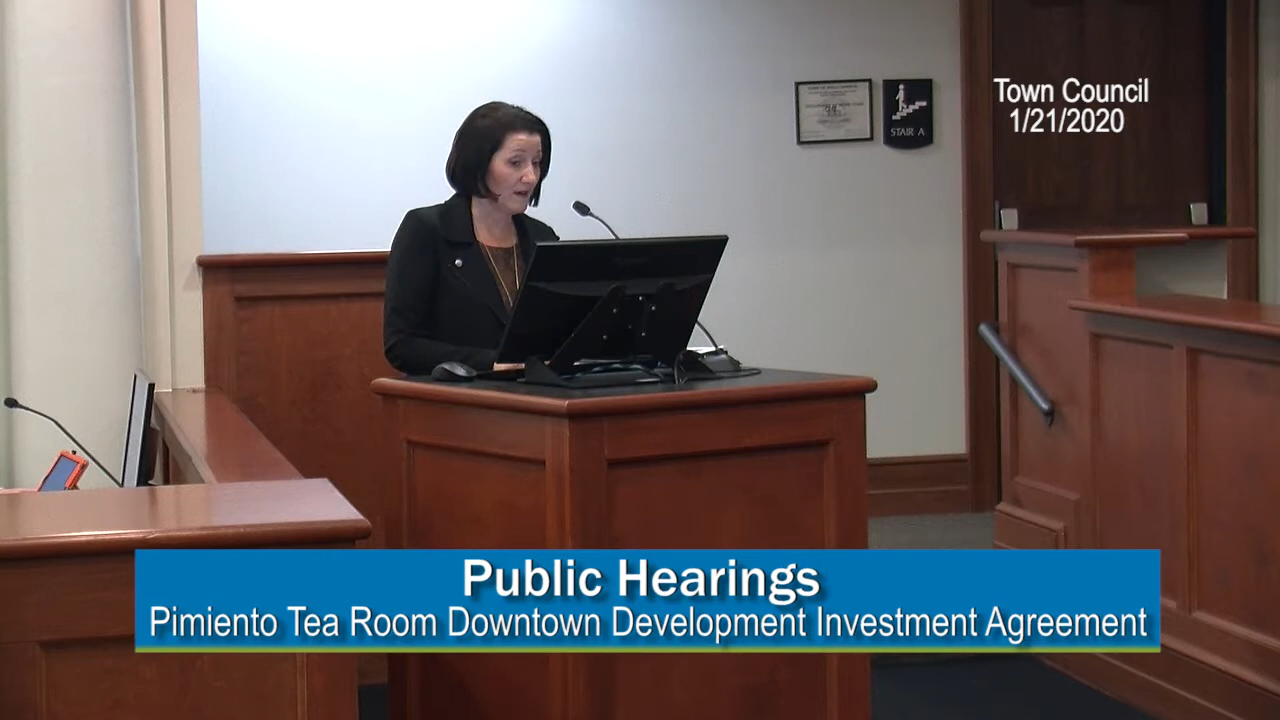 Town Council
1/21/2020
STAIR A
Public Hearings
Pimiento Tea Room Downtown Development Investment Agreement